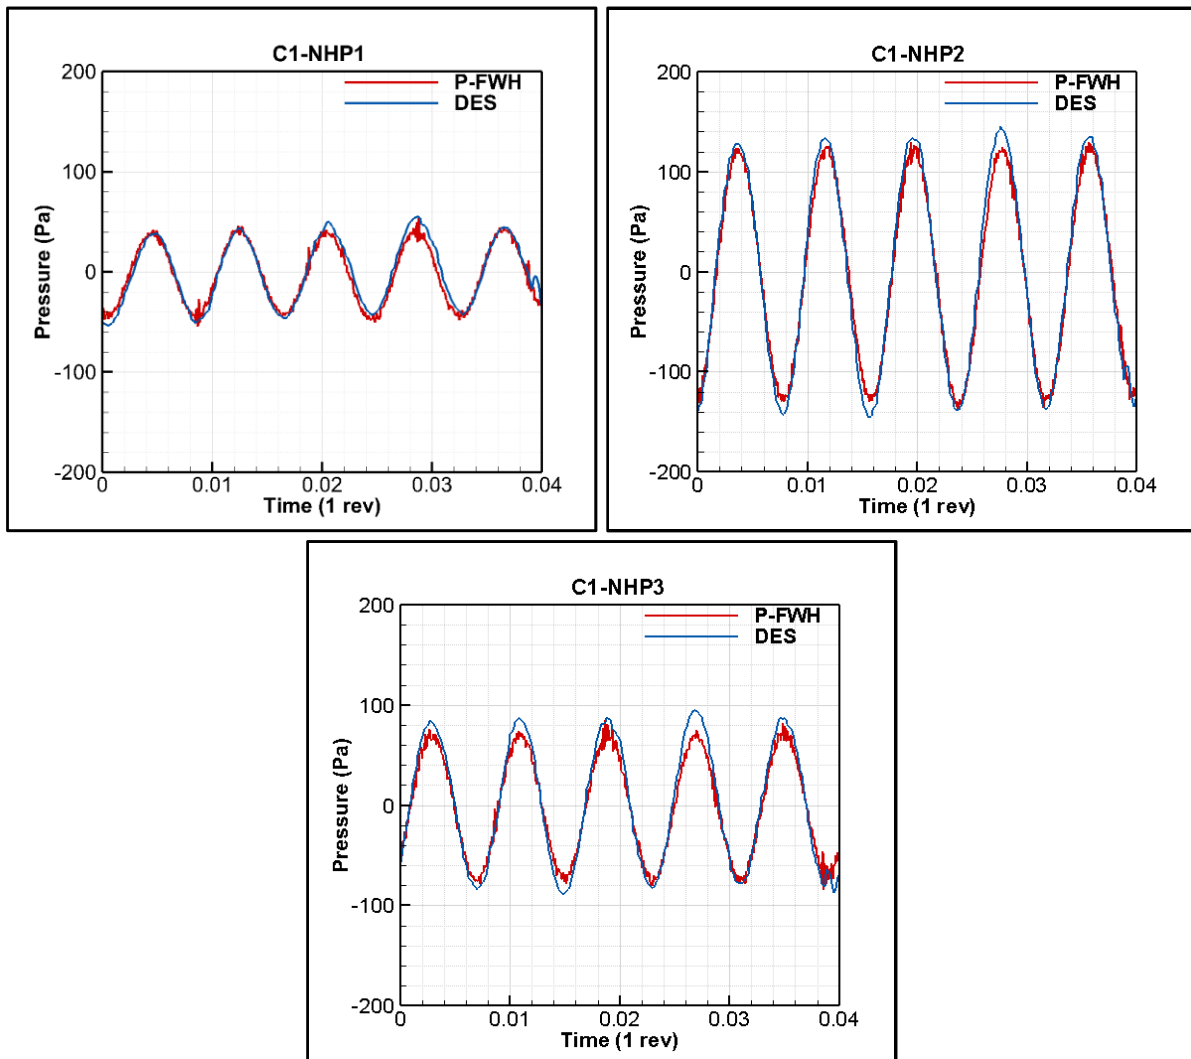 C1-NHP1
P-FWH
DES
200
100
0
-100
-200
Pressure (Pa)
0 0.01 0.02 0.03 0.04
Time (1 rev)
C1-NHP2
P-FWH
DES
200
100
0
-100
-200
Pressure (Pa)
0 0.01 0.02 0.03 0.04
Time (1 rev)
C1-NHP3
P-FWH
DES
200
100
0
-100
-200
Pressure (Pa)
0 0.01 0.02 0.03 0.04
Time (1 rev)